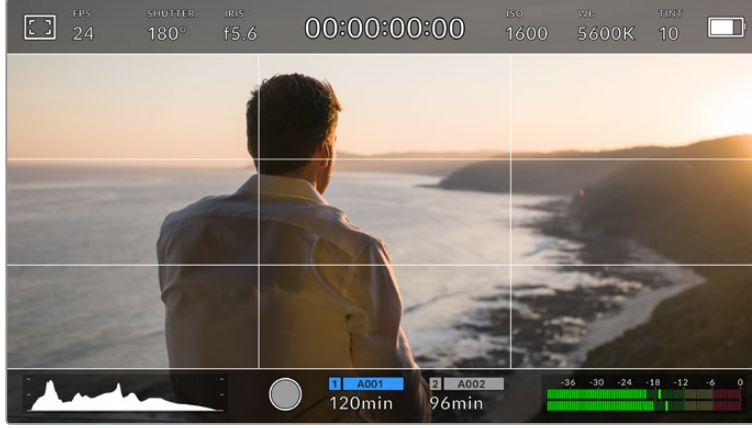 FPS SHUTTER IRIS ISO WB TINT
24 180° f5.6 00:00:00:00 1600 5600K 10
1 A001 2 A002 -36 -30 -24 -18 -12 -6 0
120min 96min